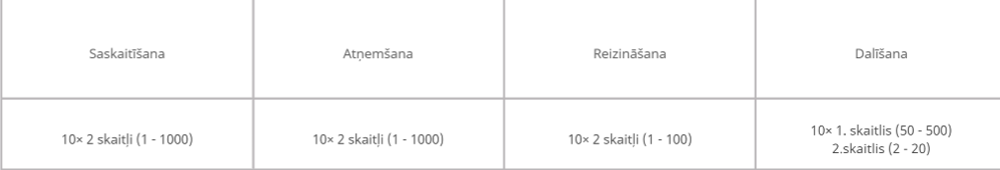 Saskaitīšana
Atņemšana
Reizināšana
Dalīšana
10× 2 skaitļi (1 - 1000)
10× 2 skaitļi (1 - 1000)
10× 2 skaitļi (1 - 100)
10× 1. skaitlis (50 - 500)
2.skaitlis (2 - 20)